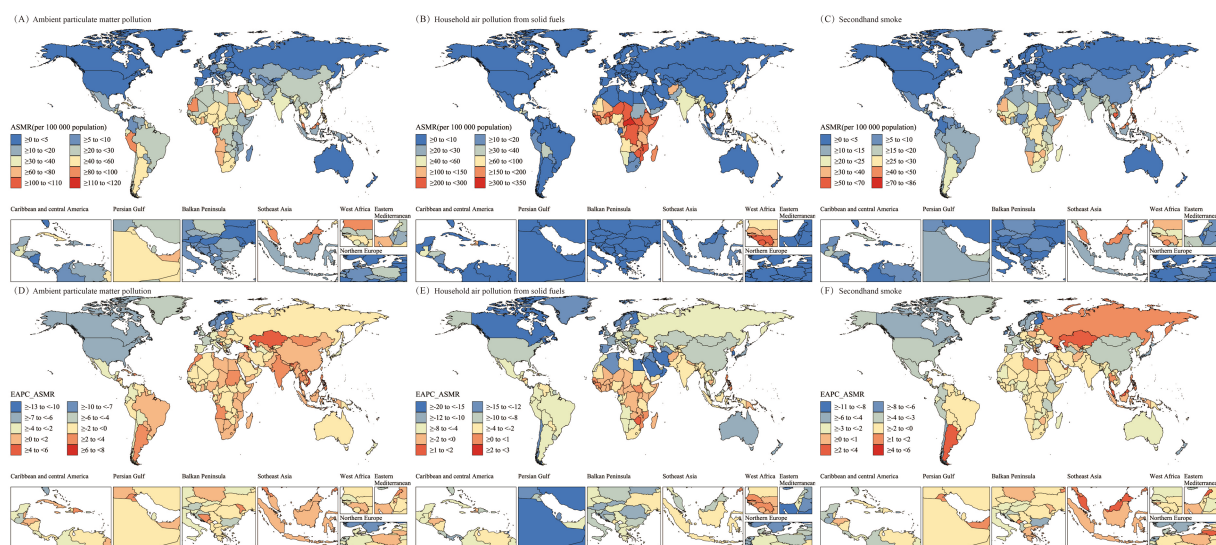 (A) Ambient particulate matter pollution
ASMR(per 100 000 population)
≥0 to <5 ≥5 to <10
≥10 to <20 ≥20 to <30
≥30 to <40 ≥40 to <60
≥60 to <80 ≥80 to <100
≥100 to <110 ≥110 to <120
Caribbean and central America Persian Gulf Balkan Peninsula Sotheast Asia West Africa Eastern
Mediterranean
Northern Europe
(B) Household air pollution from solid fuels
ASMR(per 100 000 population)
≥0 to <10 ≥10 to <20
≥20 to <30 ≥30 to <40
≥40 to <60 ≥60 to <100
≥100 to <150 ≥150 to <200
≥200 to <300 ≥300 to <350
Caribbean and central America Persian Gulf Balkan Peninsula Sotheast Asia West Africa Eastern
Mediterranean
Northern Europe
(C) Secondhand smoke
ASMR(per 100 000 population)
≥0 to <5 ≥5 to <10
≥10 to <15 ≥15 to <20
≥20 to <25 ≥25 to <30
≥30 to <40 ≥40 to <50
≥50 to <70 ≥70 to <86
Caribbean and central America Persian Gulf Balkan Peninsula Sotheast Asia West Africa Eastern
Mediterranean
Northern Europe
(D) Ambient particulate matter pollution
EAPC_ASMR
≥-13 to <-10 ≥-10 to <-7
≥-7 to <-6 ≥-6 to <-4
≥-4 to <-2 ≥-2 to <0
≥0 to <2 ≥2 to <4
≥4 to <6 ≥6 to <8
Caribbean and central America Persian Gulf Balkan Peninsula Sotheast Asia West Africa Eastern
Mediterranean
Northern Europe
(E) Household air pollution from solid fuels
EAPC_ASMR
≥-20 to <-15 ≥-15 to <-12
≥-12 to <-10 ≥-10 to <-8
≥-8 to <-4 ≥-4 to <-2
≥-2 to <0 ≥0 to <1
≥1 to <2 ≥2 to <3
Caribbean and central America Persian Gulf Balkan Peninsula Sotheast Asia West Africa Eastern
Mediterranean
Northern Europe
(F) Secondhand smoke
EAPC_ASMR
≥-11 to <-8 ≥-8 to <-6
≥-6 to <-4 ≥-4 to <-3
≥-3 to <-2 ≥-2 to <0
≥0 to <1 ≥1 to <2
≥2 to <4 ≥4 to <6
Caribbean and central America Persian Gulf Balkan Peninsula Sotheast Asia West Africa Eastern
Mediterranean
Northern Europe